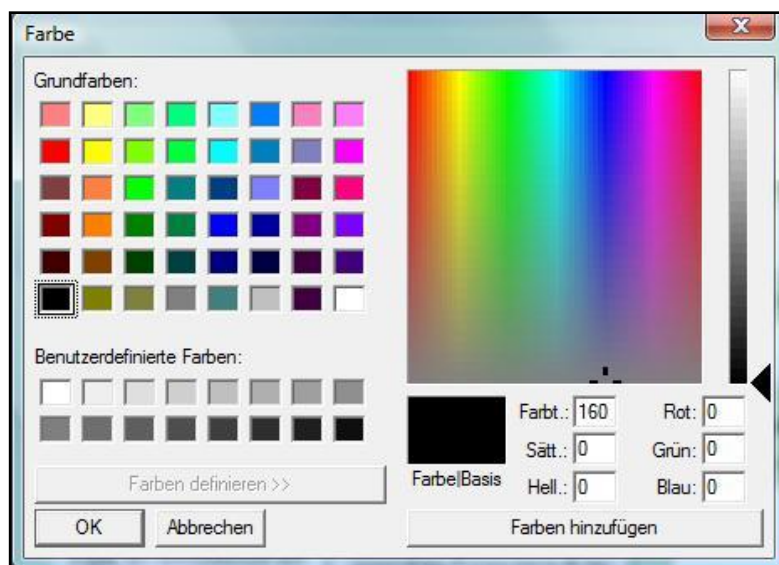 Farbe
Grundfarben:
Benutzerdefinierte Farben:
Farben definieren >>
OK Abbrechen
Farbe|Basis
Farbt.: 160 Rot: 0
Sätt.: 0 Grün: 0
Hell.: 0 Blau: 0
Farben hinzufügen